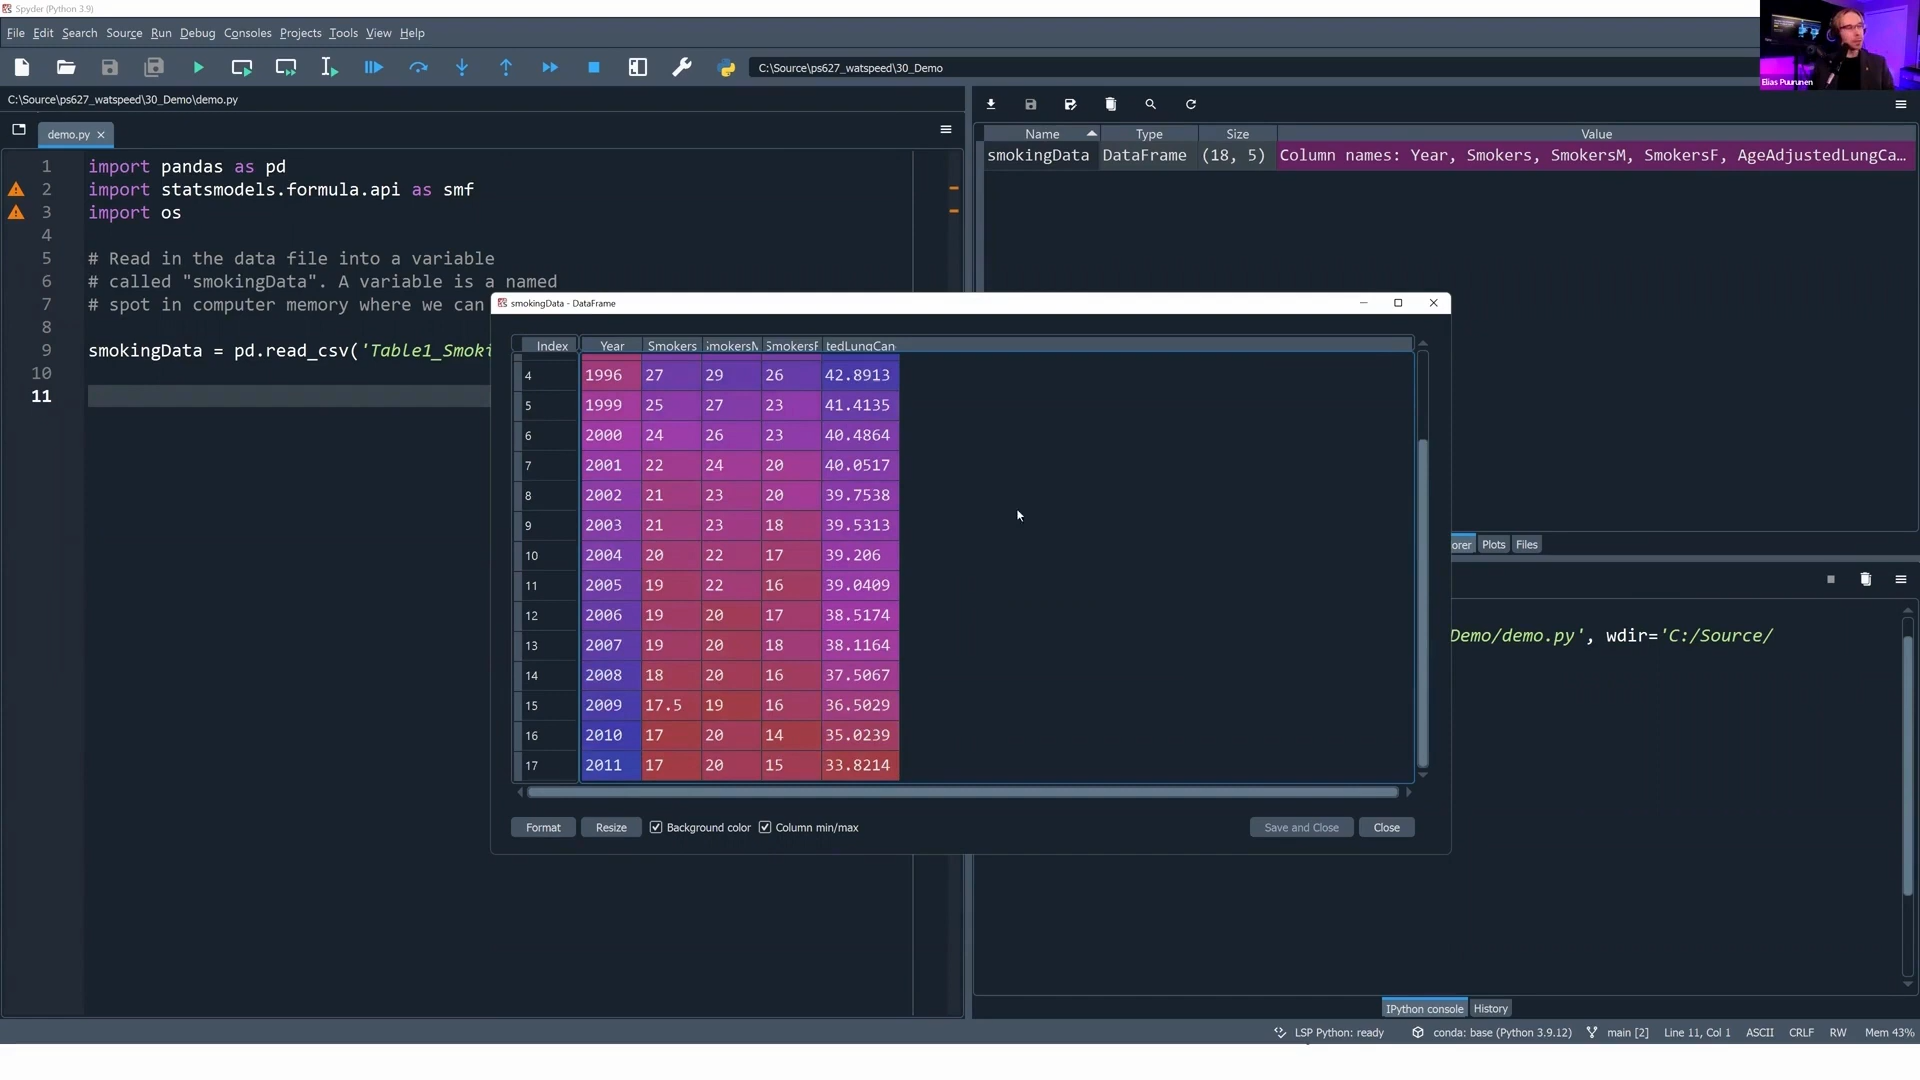 Spyder (Python 3.9)
File Edit Search Source Run Debug Consoles Projects Tools View Help
C:\Source\ps627_watspeed\30_Demo
Elias Puurunen
C:\Source\ps627_watspeed\30_Demo\demo.py
demo.py
1 import pandas as pd
2 import statsmodels.formula.api as smf
3 import os
4
5 # Read in the data file into a variable
6 # called "smokingData". A variable is a named
7 # spot in computer memory where we can
8
9 smokingData = pd.read_csv('Table1_Smoki
10
11
Name Type Size Value
smokingData DataFrame (18, 5) Column names: Year, Smokers, SmokersM, SmokersF, AgeAdjustedLungCa…
smokingData - DataFrame
Index Year Smokers mokersM SmokersF tedLungCan
4 1996 27 29 26 42.8913
5 1999 25 27 23 41.4135
6 2000 24 26 23 40.4864
7 2001 22 24 20 40.0517
8 2002 21 23 20 39.7538
9 2003 21 23 18 39.5313
10 2004 20 22 17 39.206
11 2005 19 22 16 39.0409
12 2006 19 20 17 38.5174
13 2007 19 20 18 38.1164
14 2008 18 20 16 37.5067
15 2009 17.5 19 16 36.5029
16 2010 17 20 14 35.0239
17 2011 17 20 15 33.8214
Format Resize Background color Column min/max Save and Close Close
orer Plots Files
Demo/demo.py', wdir='C:/Source/
IPython console History
LSP Python: ready conda: base (Python 3.9.12) main [2] Line 11, Col 1 ASCII CRLF RW Mem 43%